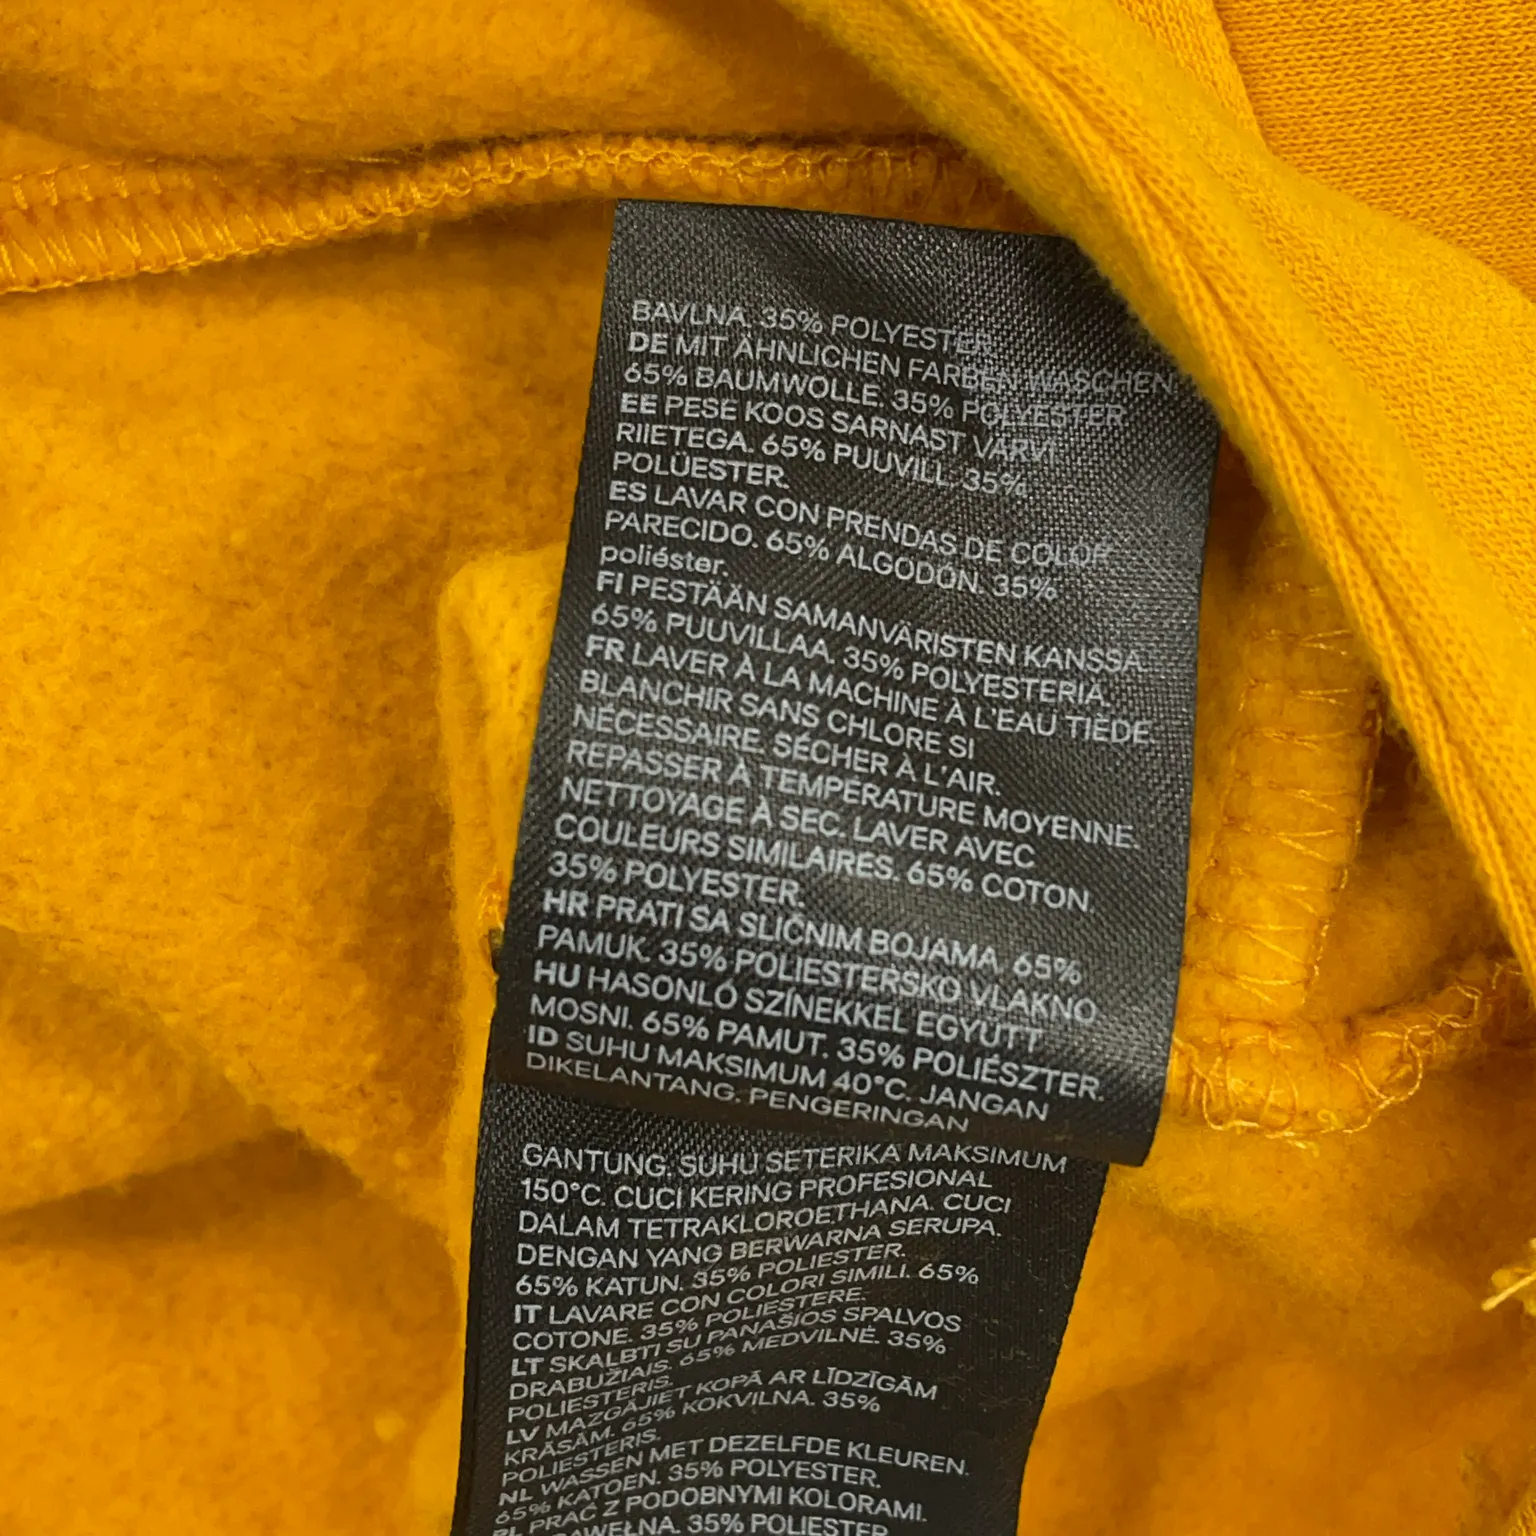 BAVLNA. 35% POLYESTER.
DE MIT ÄHNLICHEN FARBEN WASCHEN
65% BAUMWOLLE. 35% POLYESTER
EE PESE KOOS SARNAST VÄRVI
RIIETEGA. 65% PUUVILL. 35%
POLÜESTER.
ES LAVAR CON PRENDAS DE COLOR
PARECIDO. 65% ALGODÓN. 35%
poliéster.
FI PESTÄÄN SAMANVÄRISTEN KANSSA.
65% PUUVILLAA. 35% POLYESTERIA.
FR LAVER À LA MACHINE À L'EAU TIÈDE.
BLANCHIR SANS CHLORE SI
NÉCESSAIRE. SÉCHER À L'AIR.
REPASSER À TEMPÉRATURE MOYENNE.
NETTOYAGE À SEC. LAVER AVEC
COULEURS SIMILAIRES. 65% COTON.
35% POLYESTER.
HR PRATI SA SLIČNIM BOJAMA. 65%
PAMUK. 35% POLIESTERSKO VLAKNO.
HU HASONLÓ SZÍNEKKEL EGYÜTT
MOSNI. 65% PAMUT. 35% POLIÉSZTER.
ID SUHU MAKSIMUM 40°C. JANGAN
DIKELANTANG. PENGERINGAN
GANTUNG. SUHU SETERIKA MAKSIMUM
150°C. CUCI KERING PROFESIONAL
DALAM TETRAKLOROETHANA. CUCI
DENGAN YANG BERWARNA SERUPA.
65% KATUN. 35% POLIESTER.
IT LAVARE CON COLORI SIMILI. 65%
COTONE. 35% POLIESTERE.
LT SKALBTI SU PANAŠIOS SPALVOS
DRABUŽIAIS. 65% MEDVILNĖ. 35%
POLIESTERIS.
LV MAZGĀJIET KOPĀ AR LĪDZĪGĀM
KRĀSĀM. 65% KOKVILNA. 35%
POLIESTERIS.
NL WASSEN MET DEZELFDE KLEUREN.
65% KATOEN. 35% POLYESTER.
PL PRAĆ Z PODOBNYMI KOLORAMI.
35% POLIESTER